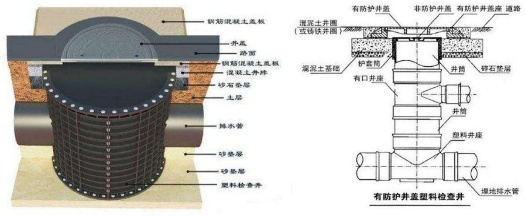 钢筋混凝土盖板
井盖
路面
钢筋混凝土盖板
混凝土井座
砂石垫层
土层
排水管
砂垫层
砂垫层
塑料检查井
有防护井盖
非防护井盖
有防护井盖座
道路
混泥土井圈
(或铸铁井圈)
护套筒
混泥土基础
井筒
碎石垫层
有口井座
井筒
塑料井座
埋地排水管
有防护井盖塑料检查井